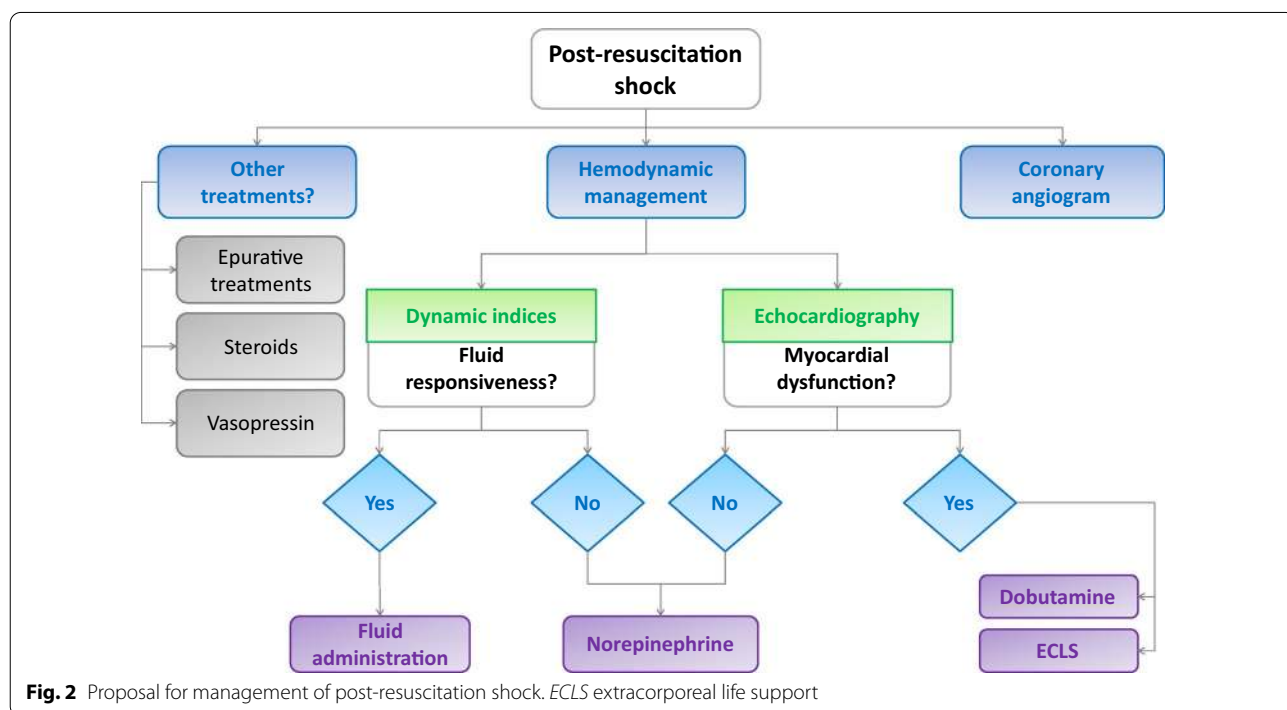 Post-resuscitation
shock
Other
treatments?
Hemodynamic
management
Coronary
angiogram
Epurative
treatments
Steroids
Vasopressin
Dynamic indices
Fluid
responsiveness?
Echocardiography
Myocardial
dysfunction?
Yes
No
No
Yes
Fluid
administration
Norepinephrine
Dobutamine
ECLS
Fig. 2 Proposal for management of post-resuscitation shock. ECLS extracorporeal life support